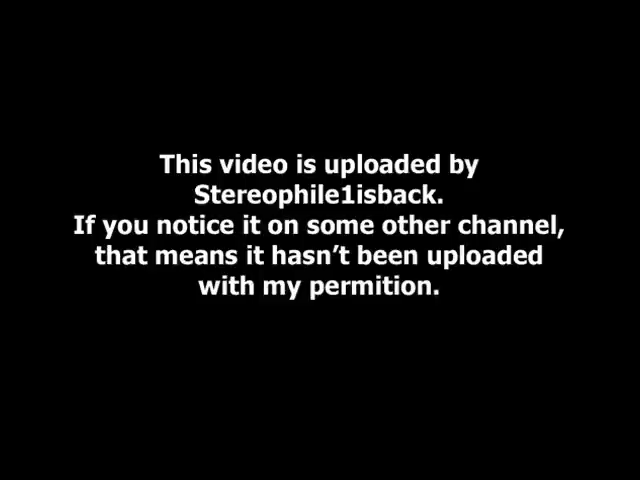 This video is uploaded by
Stereophile1isback.
If you notice it on some other channel,
that means it hasn’t been uploaded
with my permition.